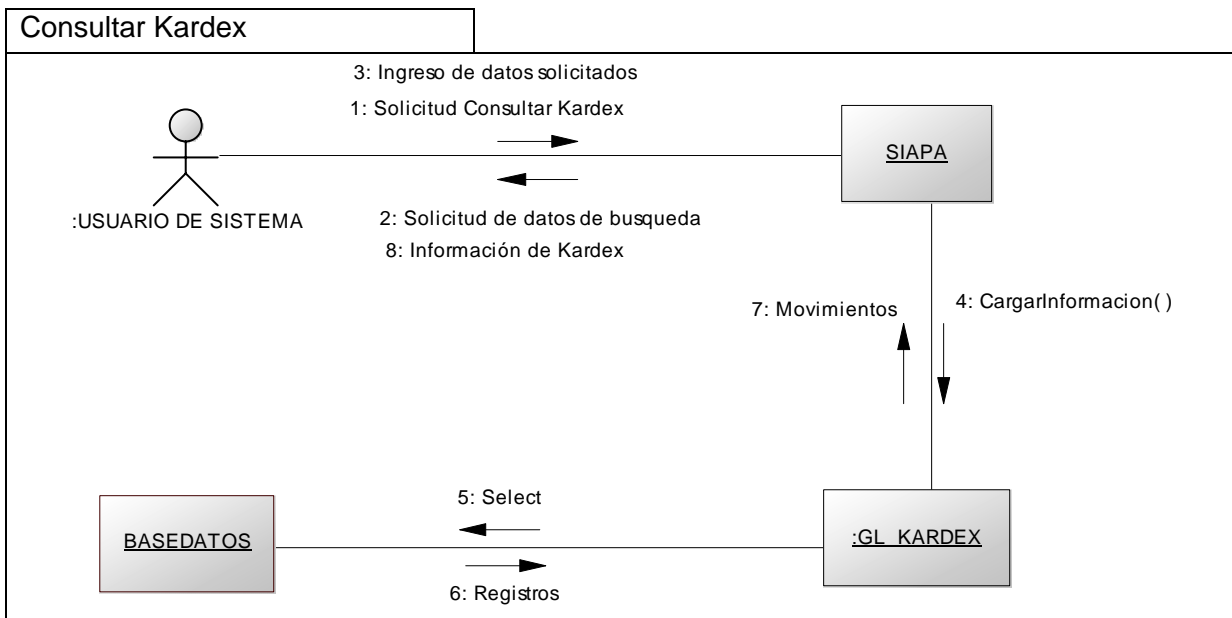 Consultar Kardex
3: Ingreso de datos solicitados
1: Solicitud Consultar Kardex
SIAPA
:USUARIO DE SISTEMA
2: Solicitud de datos de busqueda
8: Información de Kardex
7: Movimientos
4: CargarInformacion( )
5: Select
BASEDATOS
:GL_KARDEX
6: Registros